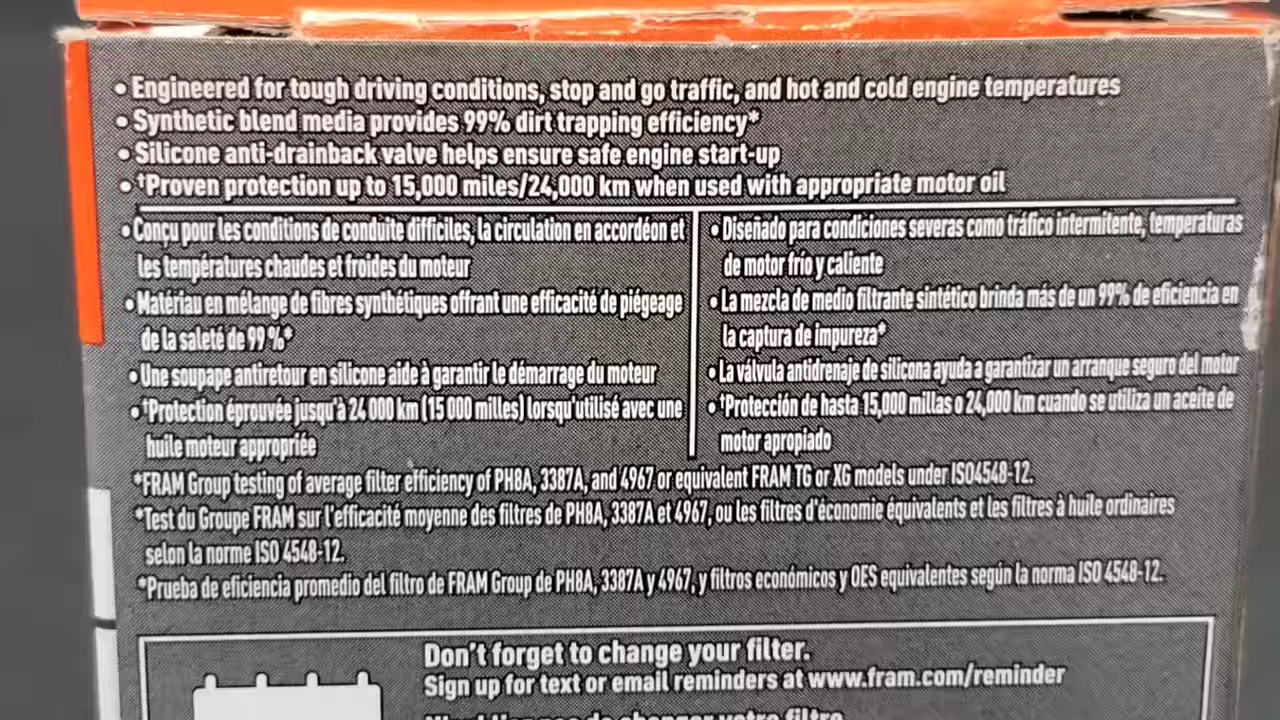 • Engineered for tough driving conditions, stop and go traffic, and hot and cold engine temperatures
• Synthetic blend media provides 99% dirt trapping efficiency*
• Silicone anti-drainback valve helps ensure safe engine start-up
• †Proven protection up to 15,000 miles/24,000 km when used with appropriate motor oil
• Conçu pour les conditions de conduite difficiles, la circulation en accordéon et
les températures chaudes et froides du moteur
• Matériau en mélange de fibres synthétiques offrant une efficacité de piégeage
de la saleté de 99 %*
• Une soupape antiretour en silicone aide à garantir le démarrage du moteur
• †Protection éprouvée jusqu'à 24 000 km (15 000 milles) lorsqu'utilisé avec une
huile moteur appropriée
• Diseñado para condiciones severas como tráfico intermitente, temperaturas
de motor frío y caliente
• La mezcla de medio filtrante sintético brinda más de un 99% de eficiencia en
la captura de impureza*
• La válvula antidrenaje de silicona ayuda a garantizar un arranque seguro del motor
• †Protección de hasta 15,000 millas o 24,000 km cuando se utiliza un aceite de
motor apropiado
*FRAM Group testing of average filter efficiency of PH8A, 3387A, and 4967 or equivalent FRAM TG or XG models under ISO4548-12.
*Test du Groupe FRAM sur l'efficacité moyenne des filtres de PH8A, 3387A et 4967, ou les filtres d'économie équivalents et les filtres à huile ordinaires
selon la norme ISO 4548-12.
*Prueba de eficiencia promedio del filtro de FRAM Group de PH8A, 3387A y 4967, y filtros económicos y OES equivalentes según la norma ISO 4548-12.
Don't forget to change your filter.
Sign up for text or email reminders at www.fram.com/reminder
de changer votre filtre